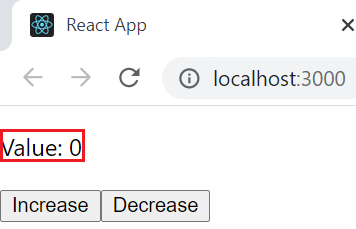 React App
localhost:3000
Value: 0
Increase Decrease